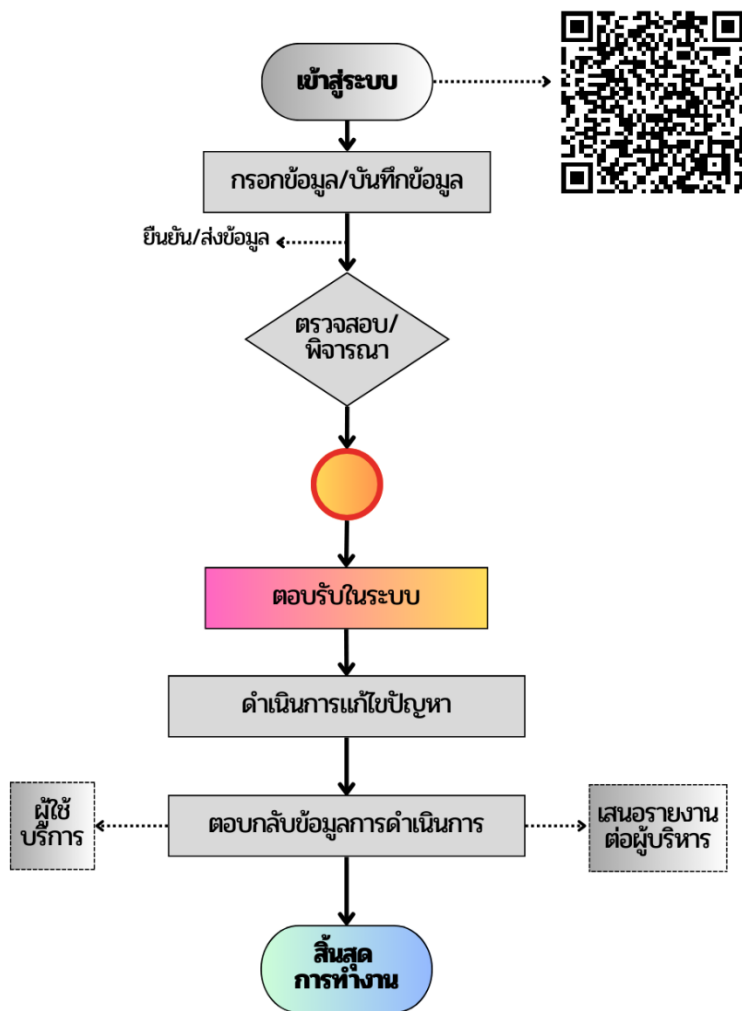 เข้าสู่ระบบ
กรอกข้อมูล/บันทึกข้อมูล
ยืนยัน/ส่งข้อมูล
ตรวจสอบ/
พิจารณา
ตอบรับในระบบ
ดำเนินการแก้ไขปัญหา
ผู้ใช้
บริการ
ตอบกลับข้อมูลการดำเนินการ
เสนอรายงาน
ต่อผู้บริหาร
สิ้นสุด
การทำงาน